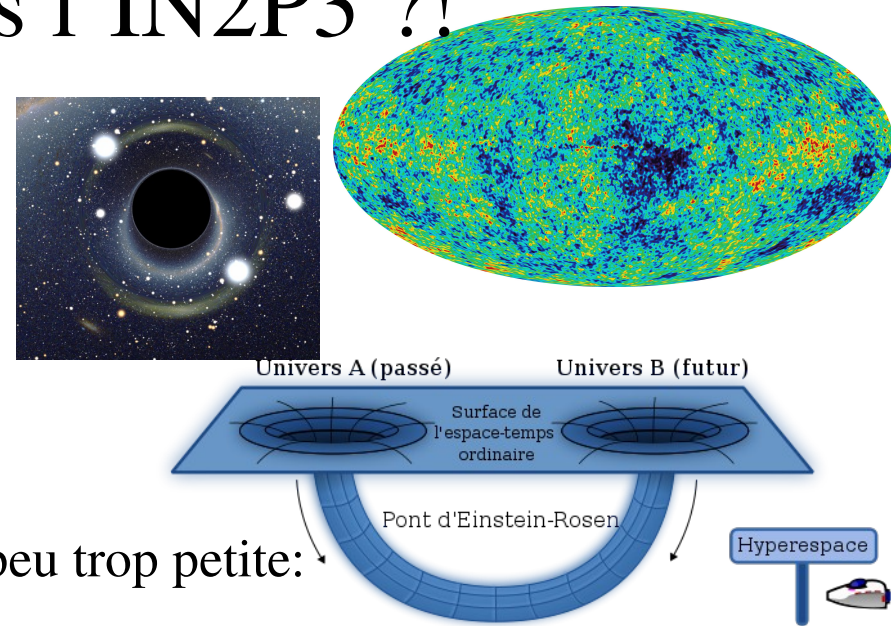 s l'IN2P3 ?!
Univers A (passé)
Univers B (futur)
Surface de
l'espace-temps
ordinaire
Pont d'Einstein-Rosen
peu trop petite:
Hyperespace